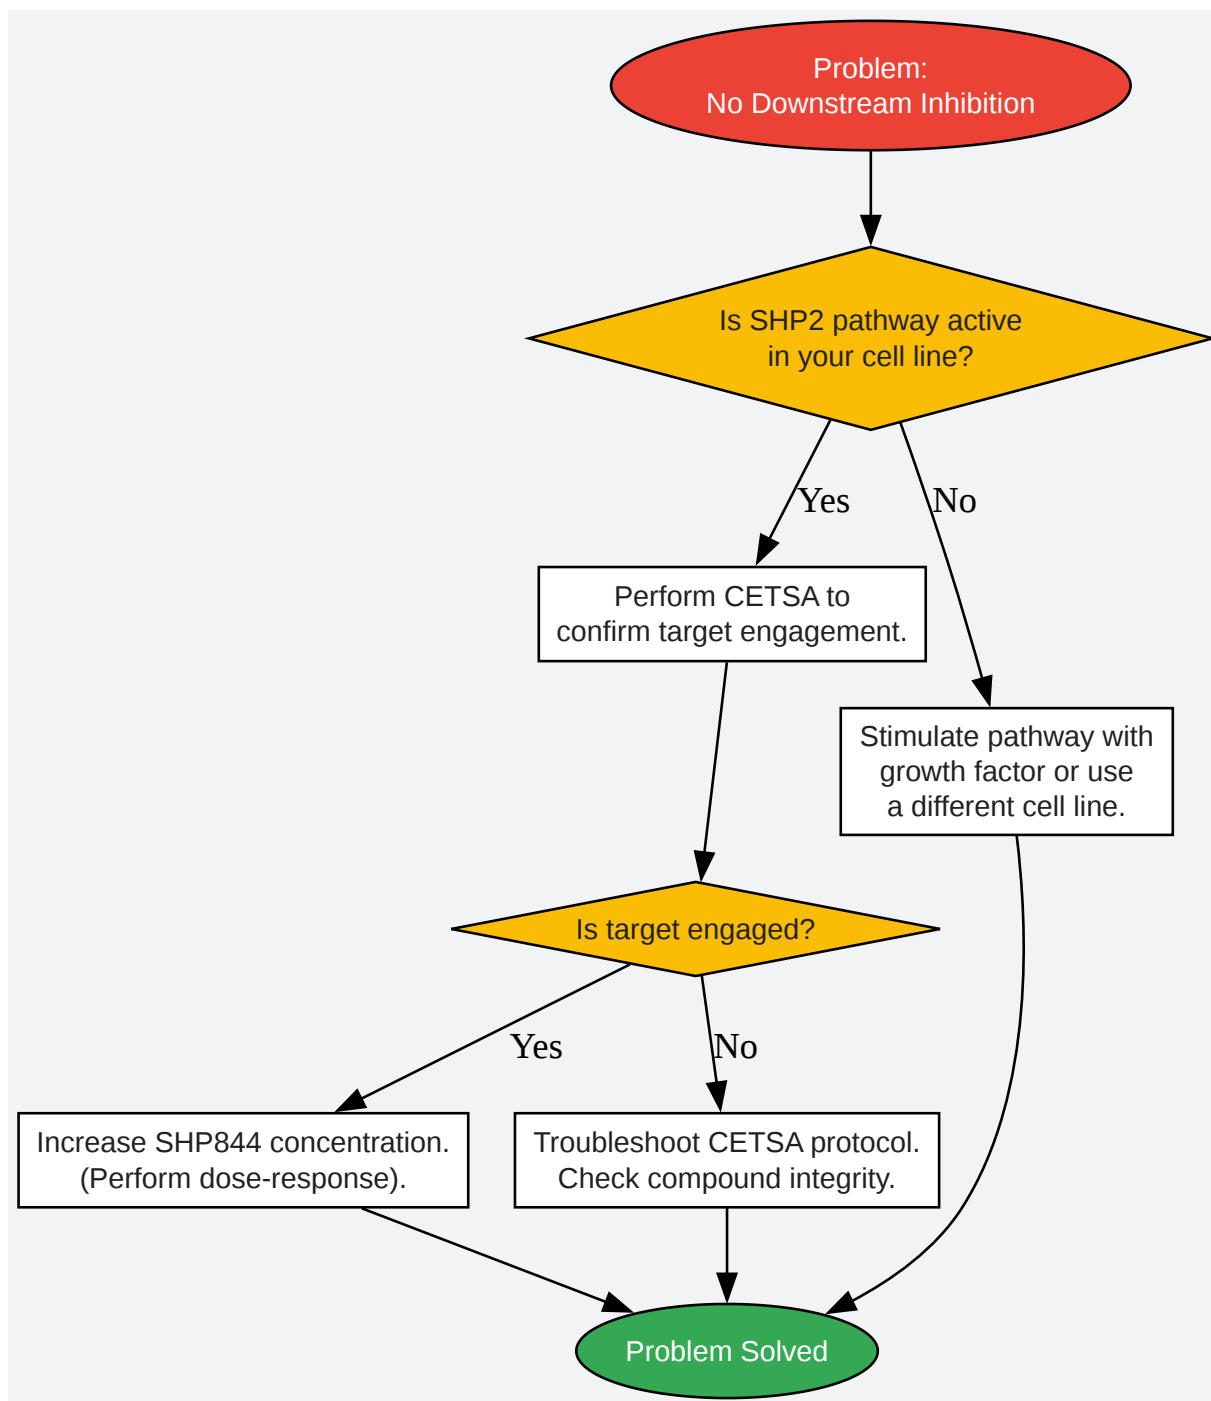 Problem:
No Downstream Inhibition
Is SHP2 pathway active
in your cell line?
Yes
No
Perform CETSA to
confirm target engagement.
Stimulate pathway with
growth factor or use
a different cell line.
Is target engaged?
Yes
No
Increase SHP844 concentration.
(Perform dose-response).
Troubleshoot CETSA protocol.
Check compound integrity.
Problem Solved